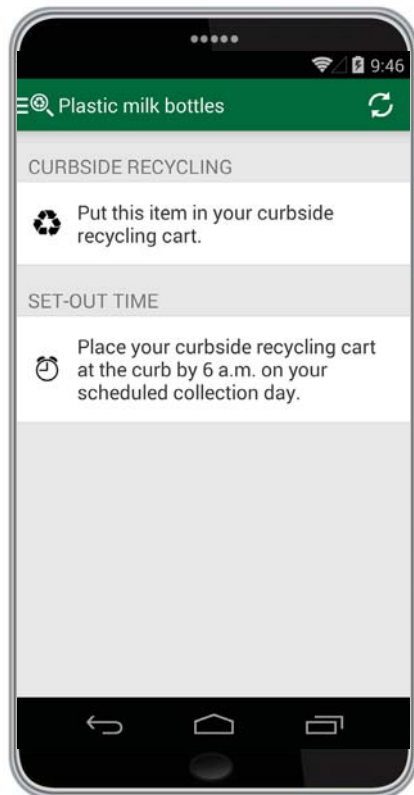 9:46
Plastic milk bottles
CURBSIDE RECYCLING
Put this item in your curbside
recycling cart.
SET-OUT TIME
Place your curbside recycling cart
at the curb by 6 a.m. on your
scheduled collection day.